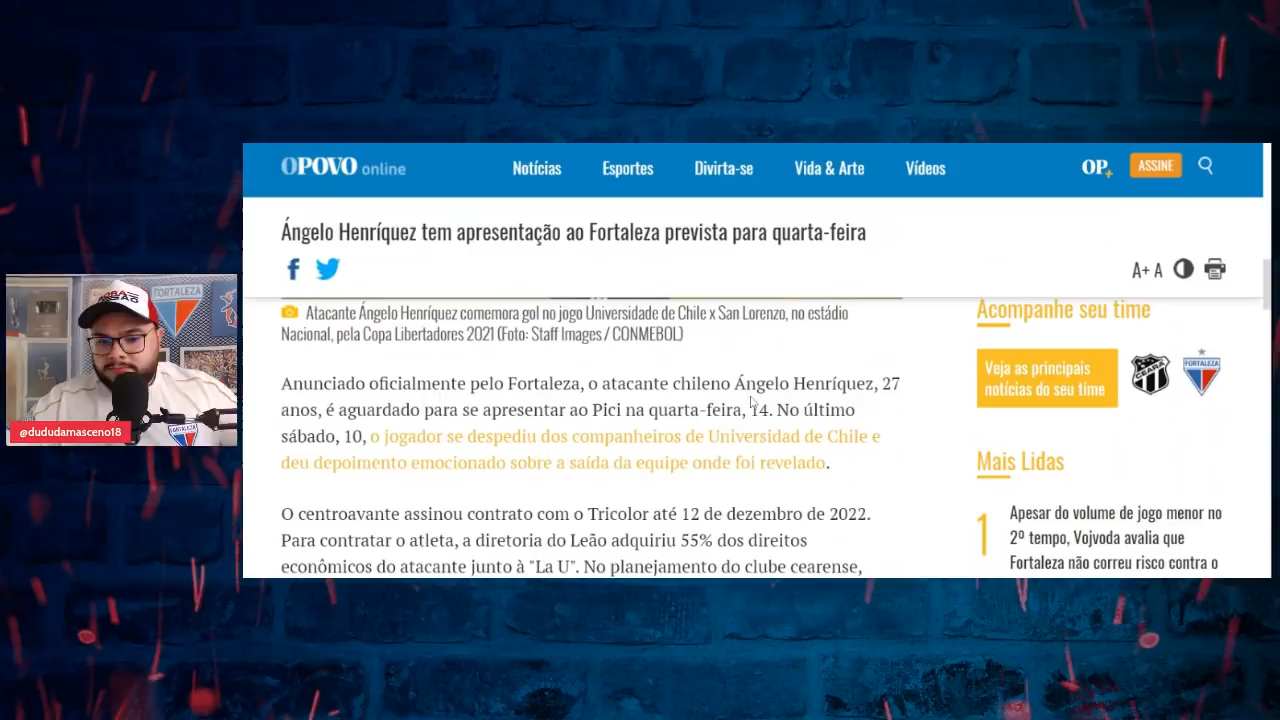 OPOVO online
Notícias
Esportes
Divirta-se
Vida & Arte
Vídeos
OP+
ASSINE
Ángelo Henríquez tem apresentação ao Fortaleza prevista para quarta-feira
A+ A
Atacante Ángelo Henríquez comemora gol no jogo Universidade de Chile x San Lorenzo, no estádio
Nacional, pela Copa Libertadores 2021 (Foto: Staff Images / CONMEBOL)
Anunciado oficialmente pelo Fortaleza, o atacante chileno Ángelo Henríquez, 27
anos, é aguardado para se apresentar ao Pici na quarta-feira, 14. No último
sábado, 10, o jogador se despediu dos companheiros de Universidad de Chile e
deu depoimento emocionado sobre a saída da equipe onde foi revelado.
O centroavante assinou contrato com o Tricolor até 12 de dezembro de 2022.
Para contratar o atleta, a diretoria do Leão adquiriu 55% dos direitos
econômicos do atacante junto à "La U". No planejamento do clube cearense,
Acompanhe seu time
Veja as principais
notícias do seu time
CEARÁ
FORTALEZA
Mais Lidas
1
Apesar do volume de jogo menor no
2º tempo, Vojvoda avalia que
Fortaleza não correu risco contra o
FORTALEZA
@dududamasceno18